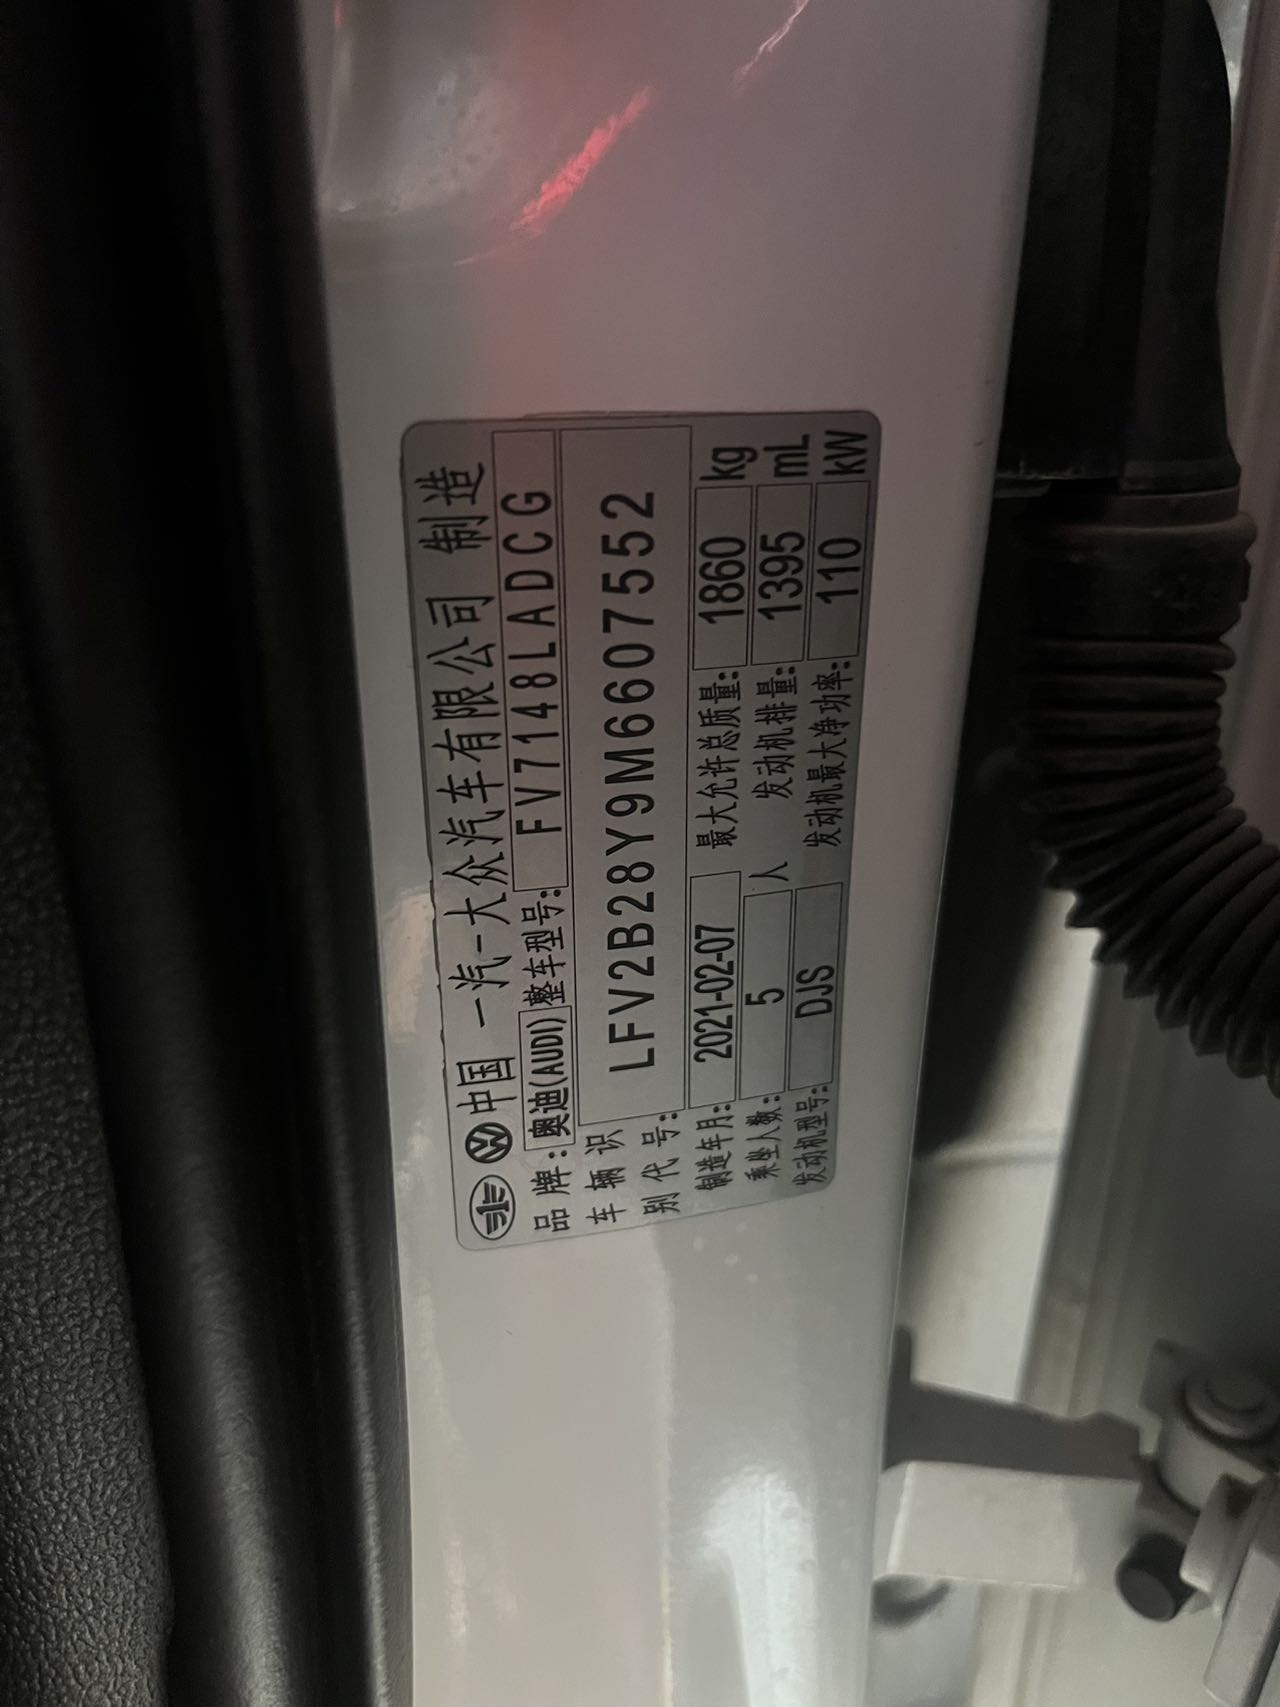 中国 一汽-大众汽车有限公司 制造
品牌: 奥迪(AUDI) 整车型号: FV7148LADCG
车辆识别代号: LFV2B28Y9M6607552
制造年月: 2021-02-07 最大允许总质量: 1860 kg
乘坐人数: 5 人 发动机排量: 1395 mL
发动机型号: DJS 发动机最大净功率: 110 kW